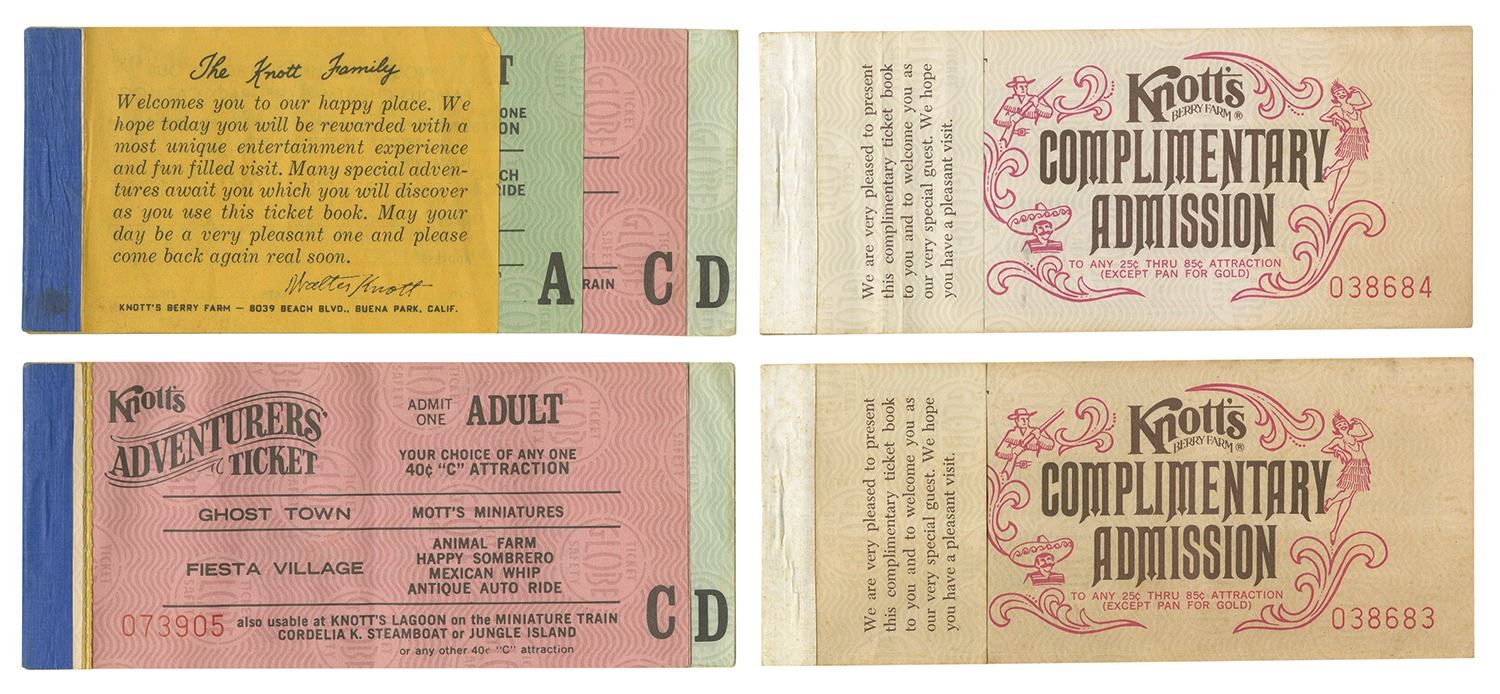 The Knott Family
Welcomes you to our happy place. We
hope today you will be rewarded with a
most unique entertainment experience
and fun filled visit. Many special adven-
tures await you which you will discover
as you use this ticket book. May your
day be a very pleasant one and please
come back again real soon.
Walter Knott
KNOTT'S BERRY FARM — 8039 BEACH BLVD., BUENA PARK, CALIF.
T
ONE
ON
CH
RIDE
A
RAIN
C
D
We are very pleased to present
this complimentary ticket book
to you and to welcome you as
our very special guest. We hope
you have a pleasant visit.
Knott's
BERRY FARM ®
COMPLIMENTARY
ADMISSION
TO ANY 25¢ THRU 85¢ ATTRACTION
(EXCEPT PAN FOR GOLD)
038684
Knott's
ADVENTURERS'
TICKET
ADMIT
ONE
ADULT
YOUR CHOICE OF ANY ONE
40¢ "C" ATTRACTION
GHOST TOWN
MOTT'S MINIATURES
FIESTA VILLAGE
ANIMAL FARM
HAPPY SOMBRERO
MEXICAN WHIP
ANTIQUE AUTO RIDE
073905
also usable at KNOTT'S LAGOON on the MINIATURE TRAIN
CORDELIA K. STEAMBOAT or JUNGLE ISLAND
or any other 40¢ "C" attraction
C
D
We are very pleased to present
this complimentary ticket book
to you and to welcome you as
our very special guest. We hope
you have a pleasant visit.
Knott's
BERRY FARM ®
COMPLIMENTARY
ADMISSION
TO ANY 25¢ THRU 85¢ ATTRACTION
(EXCEPT PAN FOR GOLD)
038683